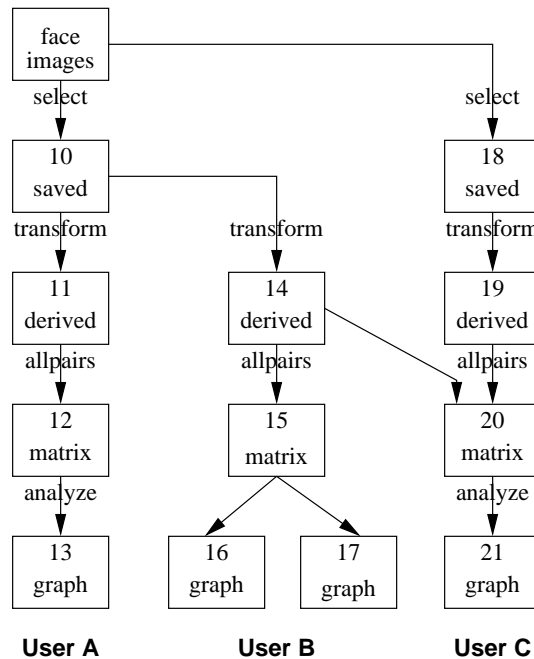 face
images
select
select
10
saved
18
saved
transform
transform
transform
11
derived
14
derived
19
derived
allpairs
allpairs
allpairs
12
matrix
15
matrix
20
matrix
analyze
analyze
13
graph
16
graph
17
graph
21
graph
User A
User B
User C